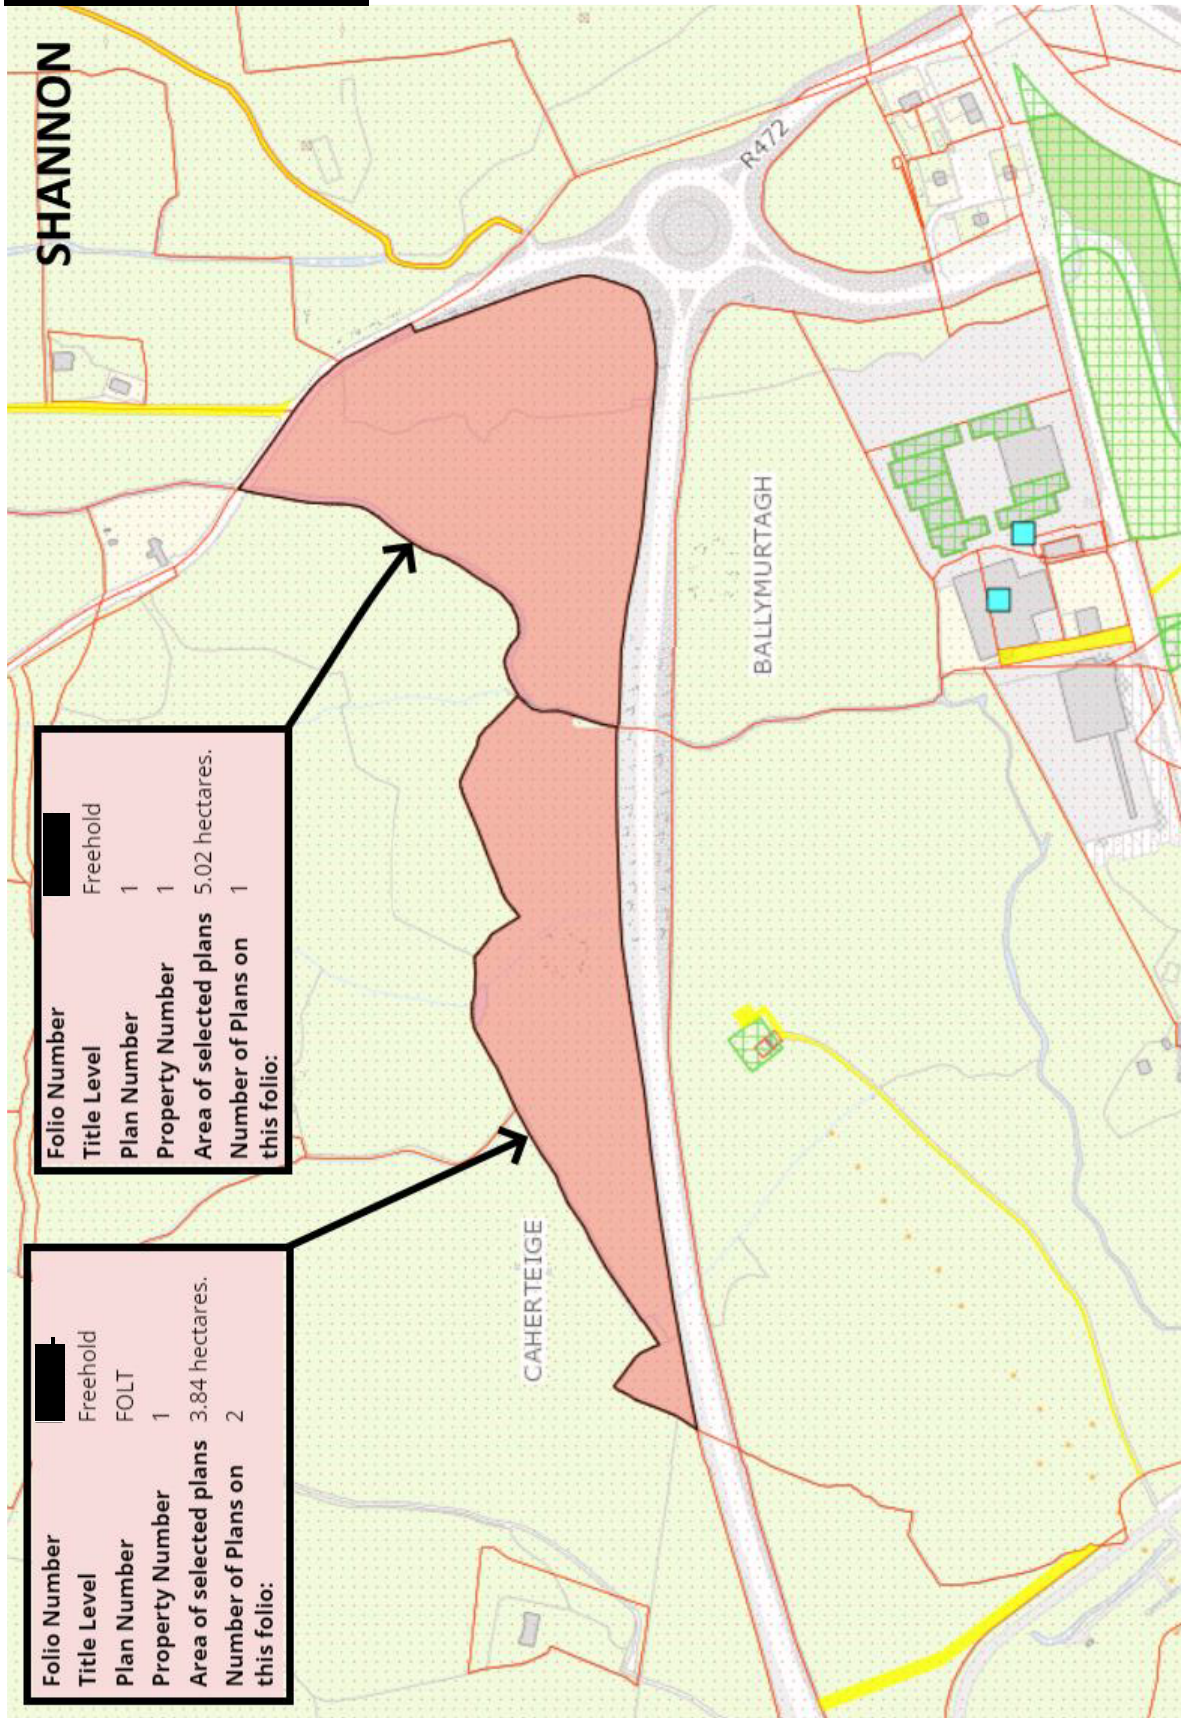 SHANNON
Folio Number
Title Level Freehold
Plan Number FOLT
Property Number 1
Area of selected plans 3.84 hectares.
Number of Plans on 2
this folio:
Folio Number
Title Level Freehold
Plan Number 1
Property Number 1
Area of selected plans 5.02 hectares.
Number of Plans on 1
this folio:
R472
CAHERTEIGE
BALLYMURTAGH